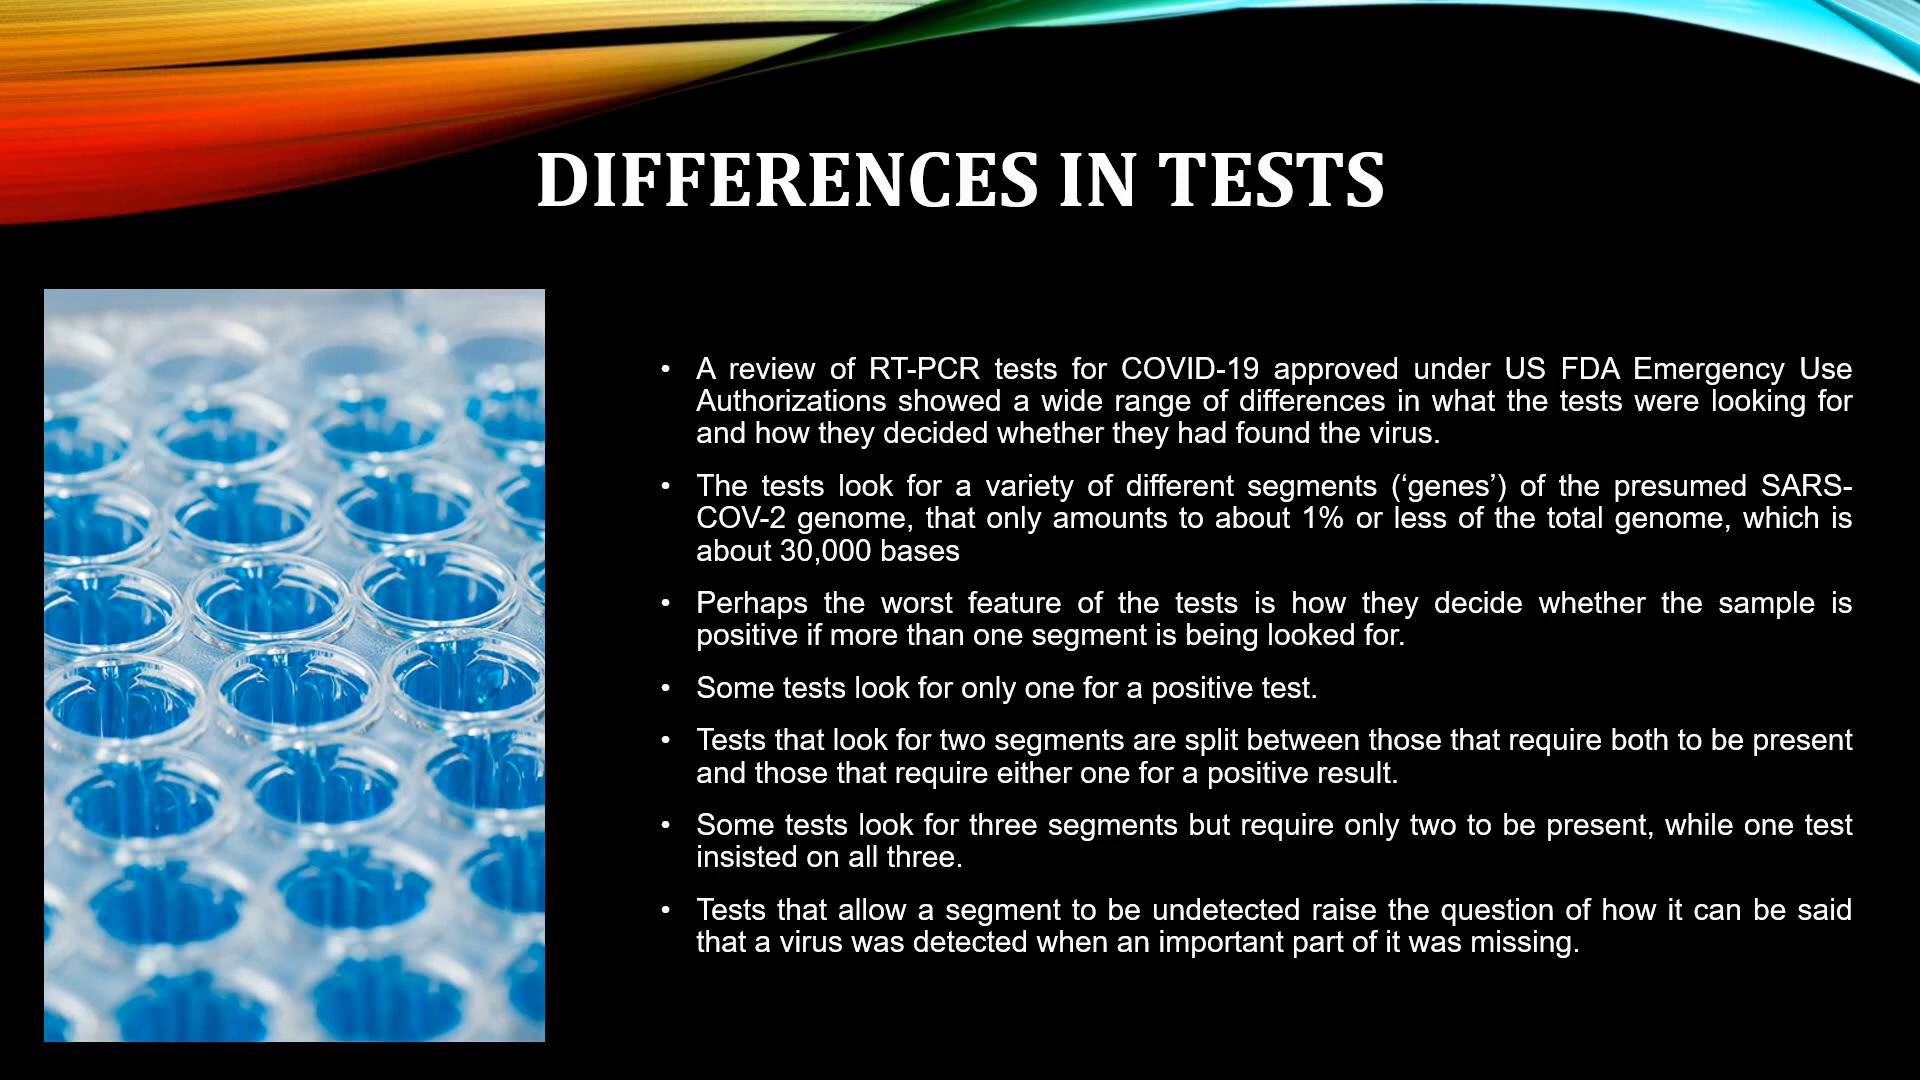 DIFFERENCES IN TESTS
• A review of RT-PCR tests for COVID-19 approved under US FDA Emergency Use
Authorizations showed a wide range of differences in what the tests were looking for
and how they decided whether they had found the virus.
• The tests look for a variety of different segments (‘genes’) of the presumed SARS-
COV-2 genome, that only amounts to about 1% or less of the total genome, which is
about 30,000 bases
• Perhaps the worst feature of the tests is how they decide whether the sample is
positive if more than one segment is being looked for.
• Some tests look for only one for a positive test.
• Tests that look for two segments are split between those that require both to be present
and those that require either one for a positive result.
• Some tests look for three segments but require only two to be present, while one test
insisted on all three.
• Tests that allow a segment to be undetected raise the question of how it can be said
that a virus was detected when an important part of it was missing.